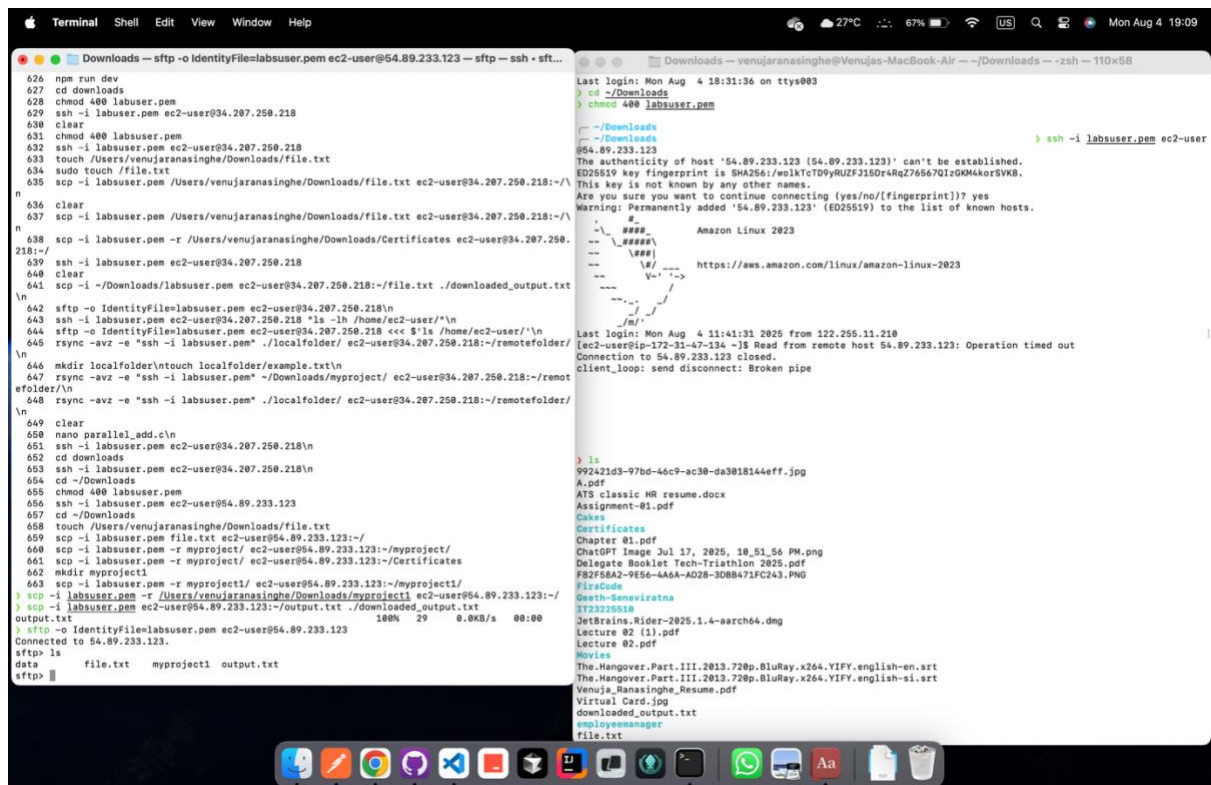 Terminal Shell Edit View Window Help
27°C 67% US Mon Aug 4 19:09
Downloads — sftp -o IdentityFile=labsuser.pem ec2-user@54.89.233.123 — sftp — ssh • sft...
626 npm run dev
627 cd downloads
628 chmod 400 labuser.pem
629 ssh -i labuser.pem ec2-user@34.207.250.218
630 clear
631 chmod 400 labsuser.pem
632 ssh -i labsuser.pem ec2-user@34.207.250.218
633 touch /Users/venujaranasinghe/Downloads/file.txt
634 sudo touch /file.txt
635 scp -i labsuser.pem /Users/venujaranasinghe/Downloads/file.txt ec2-user@34.207.250.218:~/\
n
636 clear
637 scp -i labsuser.pem /Users/venujaranasinghe/Downloads/file.txt ec2-user@34.207.250.218:~/\
n
638 scp -i labsuser.pem -r /Users/venujaranasinghe/Downloads/Certificates ec2-user@34.207.250.
218:~/
639 ssh -i labsuser.pem ec2-user@34.207.250.218
640 clear
641 scp -i ~/Downloads/labsuser.pem ec2-user@34.207.250.218:~/file.txt ./downloaded_output.txt
\n
642 sftp -o IdentityFile=labsuser.pem ec2-user@34.207.250.218\n
643 ssh -i labsuser.pem ec2-user@34.207.250.218 "ls -lh /home/ec2-user/"\n
644 sftp -o IdentityFile=labsuser.pem ec2-user@34.207.250.218 <<< $'ls /home/ec2-user/'\n
645 rsync -avz -e "ssh -i labsuser.pem" ./localfolder/ ec2-user@34.207.250.218:~/remotefolder/
\n
646 mkdir localfolder\ntouch localfolder/example.txt\n
647 rsync -avz -e "ssh -i labsuser.pem" ~/Downloads/myproject/ ec2-user@34.207.250.218:~/remot
efolder/\n
648 rsync -avz -e "ssh -i labsuser.pem" ./localfolder/ ec2-user@34.207.250.218:~/remotefolder/
\n
649 clear
650 nano parallel_add.c\n
651 ssh -i labsuser.pem ec2-user@34.207.250.218\n
652 cd downloads
653 ssh -i labsuser.pem ec2-user@34.207.250.218\n
654 cd ~/Downloads
655 chmod 400 labsuser.pem
656 ssh -i labsuser.pem ec2-user@54.89.233.123
657 cd ~/Downloads
658 touch /Users/venujaranasinghe/Downloads/file.txt
659 scp -i labsuser.pem file.txt ec2-user@54.89.233.123:~/
660 scp -i labsuser.pem -r myproject/ ec2-user@54.89.233.123:~/myproject/
661 scp -i labsuser.pem -r myproject/ ec2-user@54.89.233.123:~/Certificates
662 mkdir myproject1
663 scp -i labsuser.pem -r myproject1/ ec2-user@54.89.233.123:~/myproject1/
❯ scp -i labsuser.pem -r /Users/venujaranasinghe/Downloads/myproject1 ec2-user@54.89.233.123:~/
❯ scp -i labsuser.pem ec2-user@54.89.233.123:~/output.txt ./downloaded_output.txt
output.txt 100% 29 0.0KB/s 00:00
❯ sftp -o IdentityFile=labsuser.pem ec2-user@54.89.233.123
Connected to 54.89.233.123.
sftp> ls
data file.txt myproject1 output.txt
sftp>
Downloads — venujaranasinghe@Venujas-MacBook-Air — ~/Downloads — -zsh — 110×58
Last login: Mon Aug 4 18:31:36 on ttys003
❯ cd ~/Downloads
❯ chmod 400 labsuser.pem
~/Downloads
~/Downloads ❯ ssh -i labsuser.pem ec2-user
@54.89.233.123
The authenticity of host '54.89.233.123 (54.89.233.123)' can't be established.
ED25519 key fingerprint is SHA256:/wolkTcTD9yRUZFJ15Dr4RqZ76567QIzGKM4korSVK8.
This key is not known by any other names.
Are you sure you want to continue connecting (yes/no/[fingerprint])? yes
Warning: Permanently added '54.89.233.123' (ED25519) to the list of known hosts.
Amazon Linux 2023
https://aws.amazon.com/linux/amazon-linux-2023
Last login: Mon Aug 4 11:41:31 2025 from 122.255.11.210
[ec2-user@ip-172-31-47-134 ~]$ Read from remote host 54.89.233.123: Operation timed out
Connection to 54.89.233.123 closed.
client_loop: send disconnect: Broken pipe
❯ ls
992421d3-97bd-46c9-ac30-da3018144eff.jpg
A.pdf
ATS classic HR resume.docx
Assignment-01.pdf
Cakes
Certificates
Chapter 01.pdf
ChatGPT Image Jul 17, 2025, 10_51_56 PM.png
Delegate Booklet Tech-Triathlon 2025.pdf
F82F58A2-9E56-4A6A-AD28-3DBB471FC243.PNG
FiraCode
Geeth-Seneviratna
IT23225510
JetBrains.Rider-2025.1.4-aarch64.dmg
Lecture 02 (1).pdf
Lecture 02.pdf
Movies
The.Hangover.Part.III.2013.720p.BluRay.x264.YIFY.english-en.srt
The.Hangover.Part.III.2013.720p.BluRay.x264.YIFY.english-si.srt
Venuja_Ranasinghe_Resume.pdf
Virtual Card.jpg
downloaded_output.txt
employeemanager
file.txt